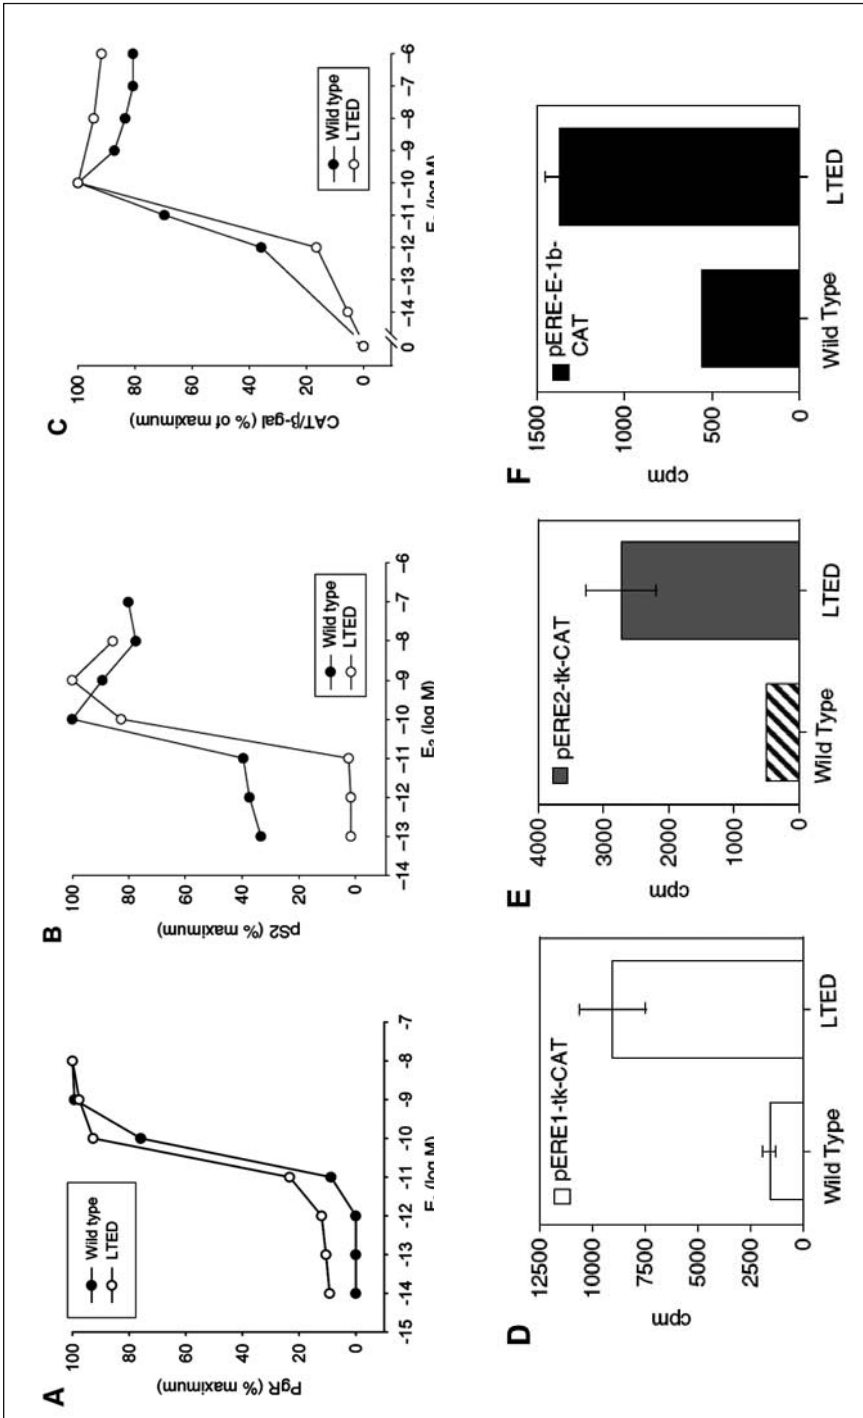 A
PgR (% maximum)
100
80
60
40
20
0
Wild type
LTED
−15 −14 −13 −12 −11 −10 −9 −8 −7
(log M)
B
pS2 (% maximum)
100
80
60
40
20
0
Wild type
LTED
−14 −13 −12 −11 −10 −9 −8 −7 −6
E₂ (log M)
C
CAT/β-gal (% of maximum)
100
80
60
40
20
0
Wild type
LTED
0 −14 −13 −12 −11 −10 −9 −8 −7 −6
(log M)
D
cpm
12500
10000
7500
5000
2500
0
pERE1-tk-CAT
Wild Type
LTED
E
cpm
4000
3000
2000
1000
0
pERE2-tk-CAT
Wild Type
LTED
F
cpm
1500
1000
500
0
pERE-E-1b-
CAT
Wild Type
LTED